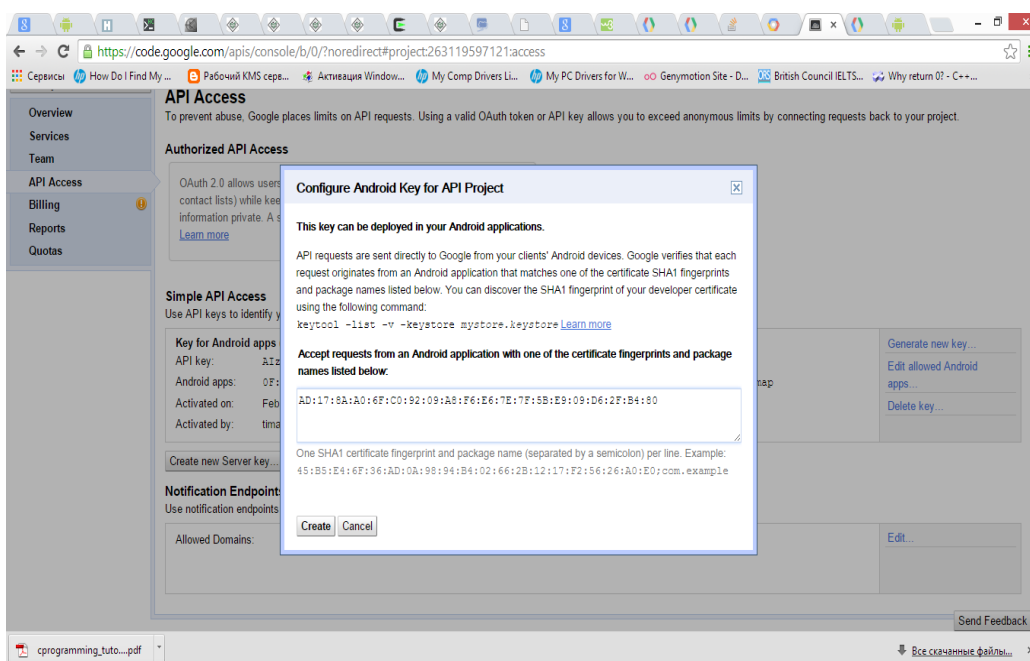 https://code.google.com/apis/console/b/0/?noredirect#project:263119597121:access
Сервисы How Do I Find My ... Рабочий KMS серв... Активация Window... My Comp Drivers Li... My PC Drivers for W... Genymotion Site - D... British Council IELTS... Why return 0? - C++...
API Access
To prevent abuse, Google places limits on API requests. Using a valid OAuth token or API key allows you to exceed anonymous limits by connecting requests back to your project.
Overview
Services
Team
API Access
Billing
Reports
Quotas
Authorized API Access
OAuth 2.0 allows users
contact lists) while kee
information private. A s
Learn more
Simple API Access
Use API keys to identify y
Key for Android apps
API key: AIz
Android apps: 0F:
map
Activated on: Feb
Activated by: tima
Generate new key...
Edit allowed Android
apps...
Delete key...
Create new Server key...
Notification Endpoint
Use notification endpoints
Allowed Domains:
Edit...
Configure Android Key for API Project
This key can be deployed in your Android applications.
API requests are sent directly to Google from your clients' Android devices. Google verifies that each
request originates from an Android application that matches one of the certificate SHA1 fingerprints
and package names listed below. You can discover the SHA1 fingerprint of your developer certificate
using the following command:
keytool -list -v -keystore mystore.keystore Learn more
Accept requests from an Android application with one of the certificate fingerprints and package
names listed below:
AD:17:8A:A0:6F:C0:92:09:A8:F6:E6:7E:7F:5B:E9:09:D6:2F:B4:80
One SHA1 certificate fingerprint and package name (separated by a semicolon) per line. Example:
45:B5:E4:6F:36:AD:0A:98:94:B4:02:66:2B:12:17:F2:56:26:A0:E0;com.example
Create Cancel
Send Feedback
cprogramming_tuto....pdf
Все скачанные файлы...